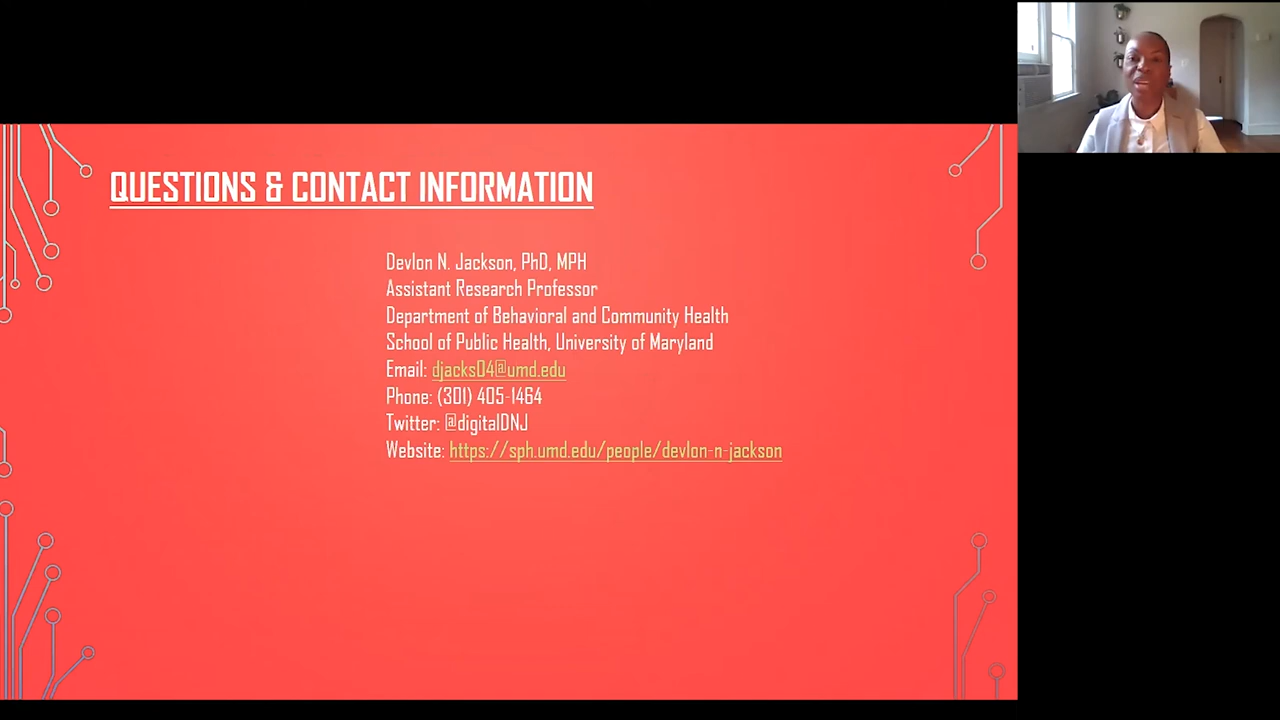 QUESTIONS & CONTACT INFORMATION
Devlon N. Jackson, PhD, MPH
Assistant Research Professor
Department of Behavioral and Community Health
School of Public Health, University of Maryland
Email: djacks04@umd.edu
Phone: (301) 405-1464
Twitter: @digitalDNJ
Website: https://sph.umd.edu/people/devlon-n-jackson